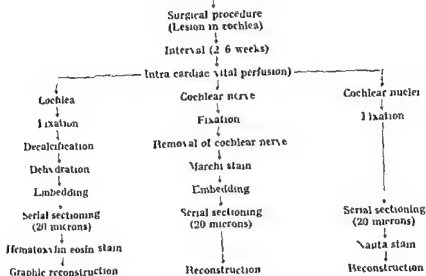 Surgical procedure
(Lesion in cochlea)
Interval (2 6 weeks)
Intra cardiac vital perfusion)
Cochlea
Fixation
Decalcification
Dehydration
Embedding
Serial sectioning
(20 microns)
Hematoxylin eosin stain
Graphic reconstruction
Cochlear nerve
Fixation
Removal of cochlear nerve
Marchi stain
Embedding
Serial sectioning
(20 microns)
Reconstruction
Cochlear nuclei
Fixation
Serial sectioning
(20 microns)
Nauta stain
Reconstruction